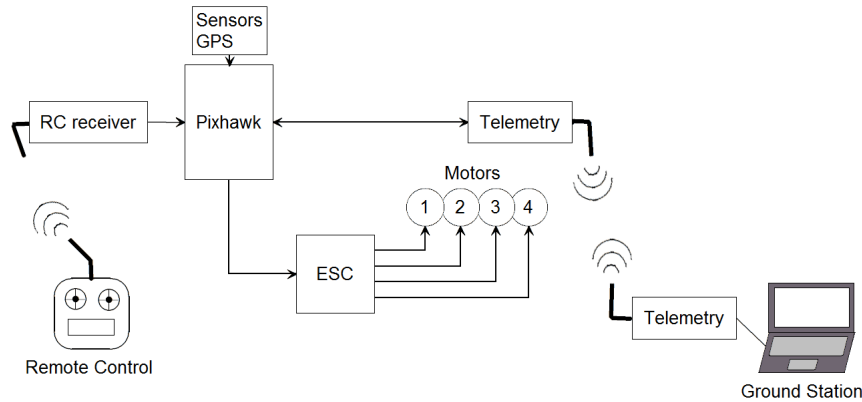 Sensors
GPS
RC receiver
Pixhawk
Telemetry
Motors
1 2 3 4
ESC
Telemetry
Remote Control
Ground Station